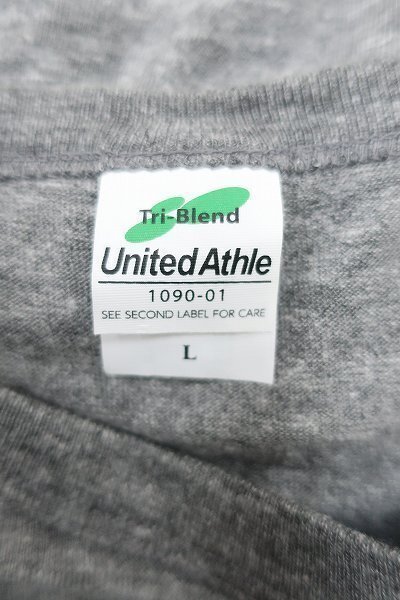 Tri-Blend
United Athle
1090-01
SEE SECOND LABEL FOR CARE
L